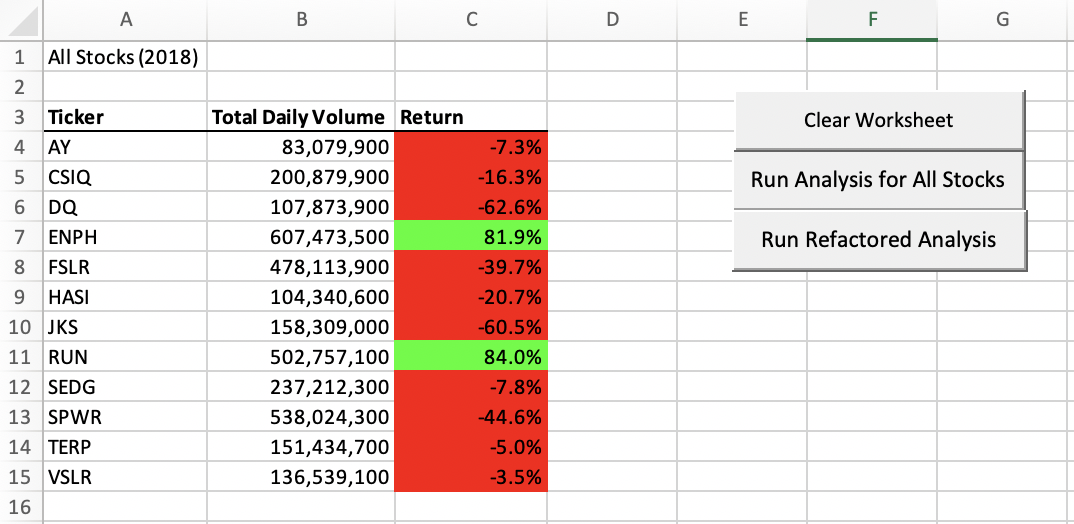 A B C D E F G
1 All Stocks (2018)
2
3 Ticker Total Daily Volume Return
4 AY 83,079,900 -7.3%
5 CSIQ 200,879,900 -16.3%
6 DQ 107,873,900 -62.6%
7 ENPH 607,473,500 81.9%
8 FSLR 478,113,900 -39.7%
9 HASI 104,340,600 -20.7%
10 JKS 158,309,000 -60.5%
11 RUN 502,757,100 84.0%
12 SEDG 237,212,300 -7.8%
13 SPWR 538,024,300 -44.6%
14 TERP 151,434,700 -5.0%
15 VSLR 136,539,100 -3.5%
16
Clear Worksheet
Run Analysis for All Stocks
Run Refactored Analysis